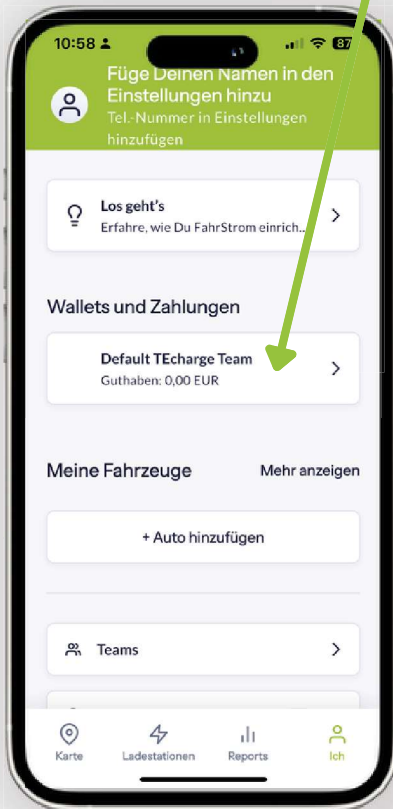 10:58
87
Füge Deinen Namen in den
Einstellungen hinzu
Tel.-Nummer in Einstellungen
hinzufügen
Los geht's
Erfahre, wie Du FahrStrom einrich..
Wallets und Zahlungen
Default TEcharge Team
Guthaben: 0,00 EUR
Meine Fahrzeuge
Mehr anzeigen
+ Auto hinzufügen
Teams
Karte
Ladestationen
Reports
Ich